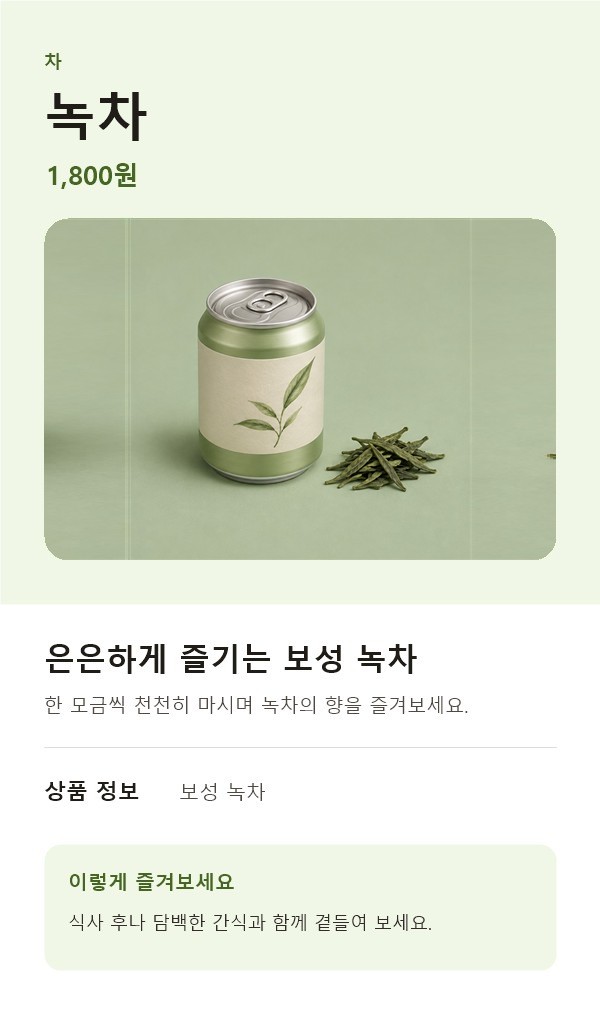 차
녹차
1,800원
은은하게 즐기는 보성 녹차
한 모금씩 천천히 마시며 녹차의 향을 즐겨보세요.
상품 정보 보성 녹차
이렇게 즐겨보세요
식사 후나 담백한 간식과 함께 곁들여 보세요.